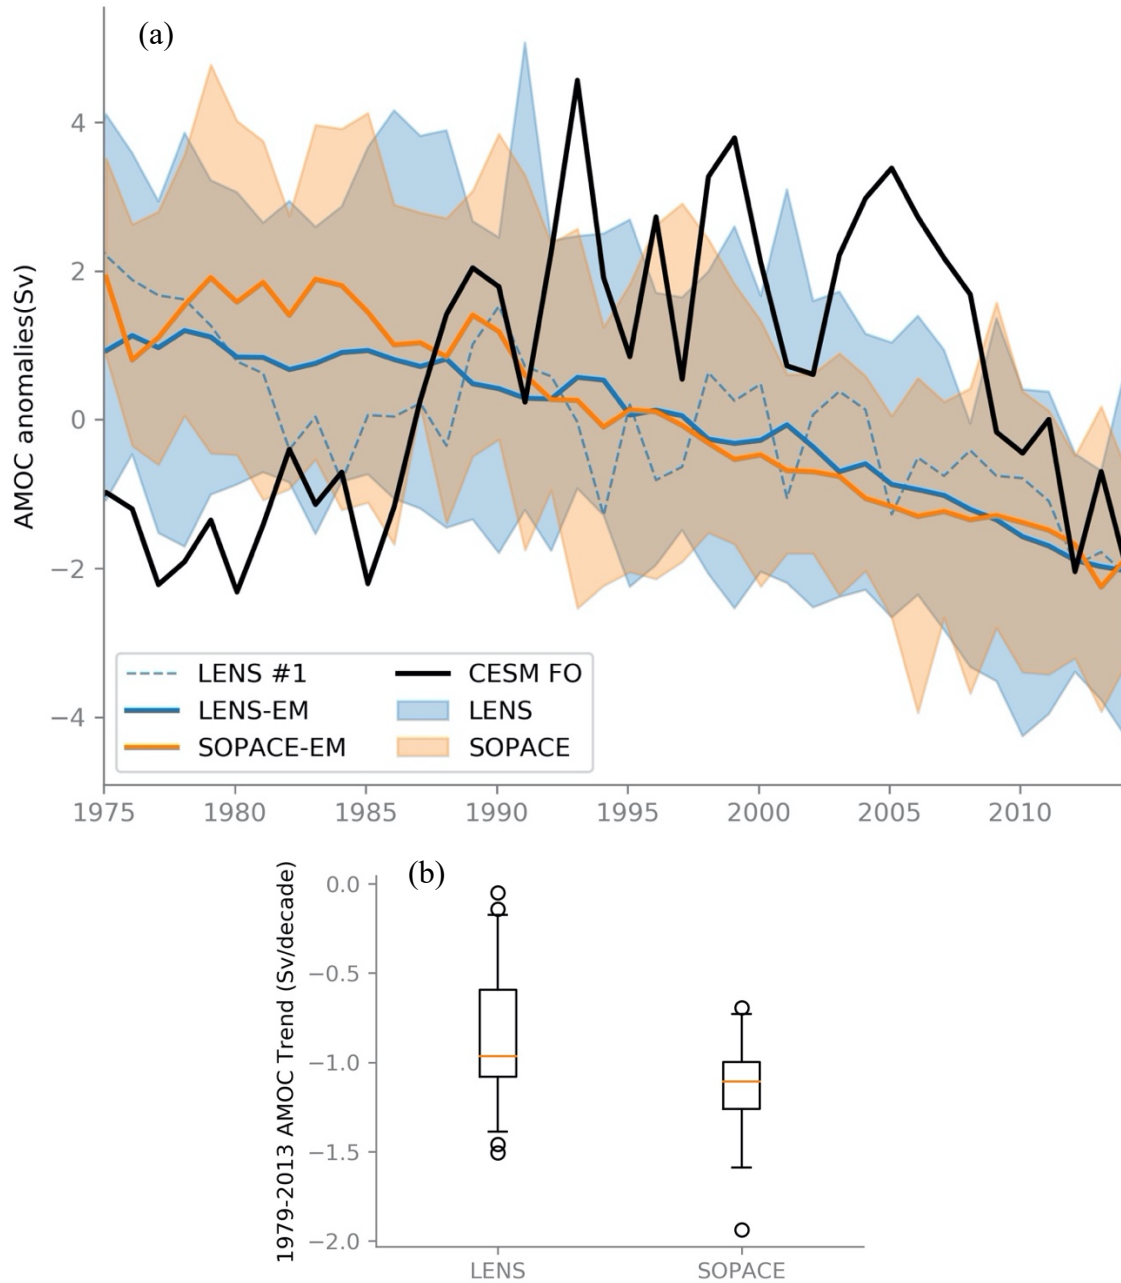 (a)
AMOC anomalies(Sv)
4
2
0
−2
−4
LENS #1
LENS-EM
SOPACE-EM
CESM FO
LENS
SOPACE
1975 1980 1985 1990 1995 2000 2005 2010
(b)
1979-2013 AMOC Trend (Sv/decade)
0.0
−0.5
−1.0
−1.5
−2.0
LENS SOPACE